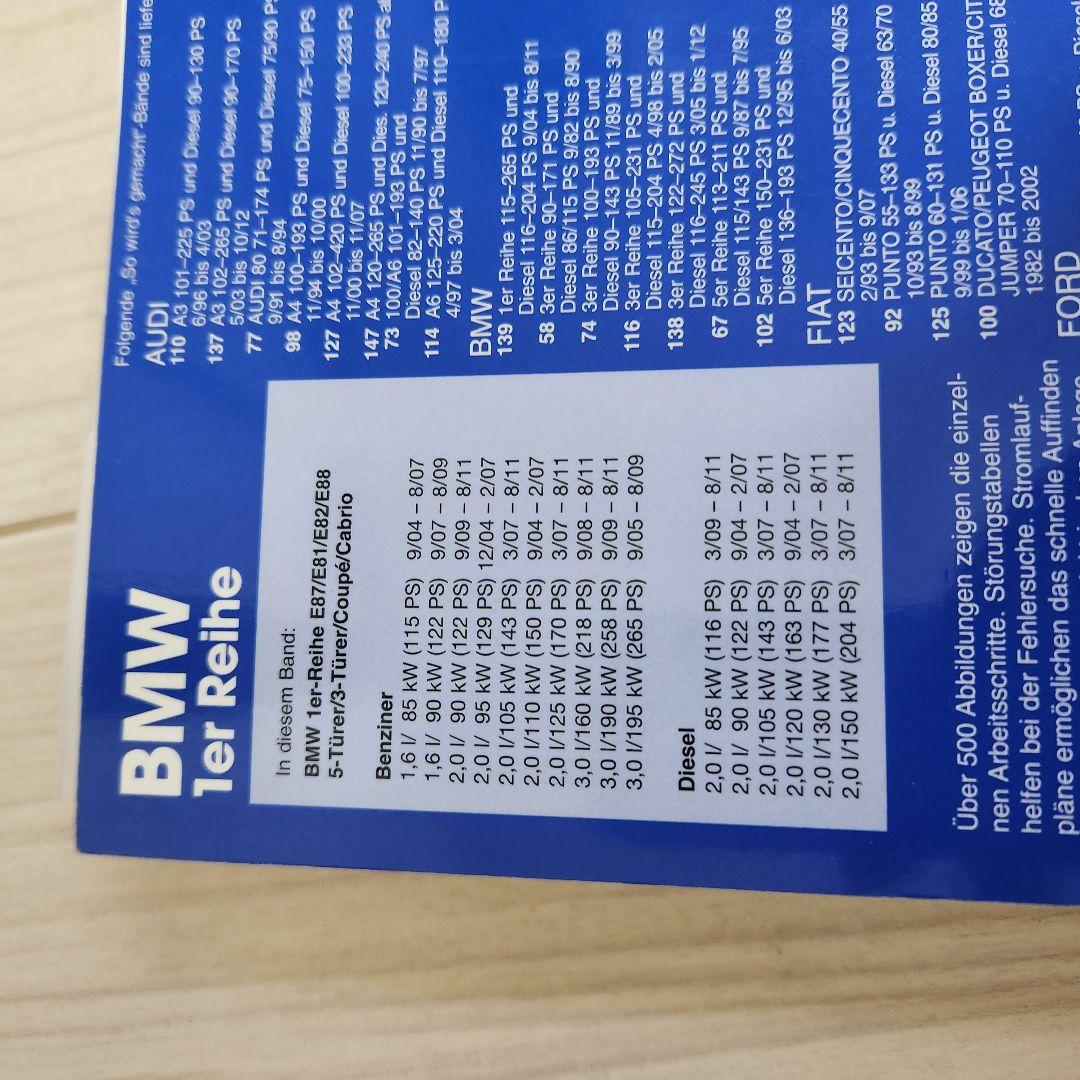 BMW
1er Reihe
In diesem Band:
BMW 1er-Reihe E87/E81/E82/E88
5-Türer/3-Türer/Coupé/Cabrio
Benziner
1,6 l/ 85 kW (115 PS) 9/04 – 8/07
1,6 l/ 90 kW (122 PS) 9/07 – 8/09
2,0 l/ 90 kW (122 PS) 9/09 – 8/11
2,0 l/ 95 kW (129 PS) 12/04 – 2/07
2,0 l/105 kW (143 PS) 3/07 – 8/11
2,0 l/110 kW (150 PS) 9/04 – 2/07
2,0 l/125 kW (170 PS) 3/07 – 8/11
3,0 l/160 kW (218 PS) 9/08 – 8/11
3,0 l/190 kW (258 PS) 9/09 – 8/11
3,0 l/195 kW (265 PS) 9/05 – 8/09
Diesel
2,0 l/ 85 kW (116 PS) 3/09 – 8/11
2,0 l/ 90 kW (122 PS) 9/04 – 2/07
2,0 l/105 kW (143 PS) 3/07 – 8/11
2,0 l/120 kW (163 PS) 9/04 – 2/07
2,0 l/130 kW (177 PS) 3/07 – 8/11
2,0 l/150 kW (204 PS) 3/07 – 8/11
Über 500 Abbildungen zeigen die einzel-
nen Arbeitsschritte. Störungstabellen
helfen bei der Fehlersuche. Stromlauf-
pläne ermöglichen das schnelle Auffinden
Folgende „So wird's gemacht"-Bände sind liefe
AUDI
110 A3 101–225 PS und Diesel 90–130 PS
6/96 bis 4/03
137 A3 102–265 PS und Diesel 90–170 PS
5/03 bis 10/12
77 AUDI 80 71–174 PS und Diesel 75/90 PS
9/91 bis 8/94
98 A4 100–193 PS und Diesel 75–150 PS
11/94 bis 10/00
127 A4 102–420 PS und Diesel 100–233 PS
11/00 bis 11/07
147 A4 120–265 PS und Dies. 120–240 PS a
73 100/A6 101–193 PS und
Diesel 82–140 PS 11/90 bis 7/97
114 A6 125–220 PS und Diesel 110–180 P
4/97 bis 3/04
BMW
139 1er Reihe 115–265 PS und
Diesel 116–204 PS 9/04 bis 8/11
58 3er Reihe 90–171 PS und
Diesel 86/115 PS 9/82 bis 8/90
74 3er Reihe 100–193 PS und
Diesel 90–143 PS 11/89 bis 3/99
116 3er Reihe 105–231 PS und
Diesel 115–204 PS 4/98 bis 2/05
138 3er Reihe 122–272 PS und
Diesel 116–245 PS 3/05 bis 1/12
67 5er Reihe 113–211 PS und
Diesel 115/143 PS 9/87 bis 7/95
102 5er Reihe 150–231 PS und
Diesel 136–193 PS 12/95 bis 6/03
FIAT
123 SEICENTO/CINQUECENTO 40/55
2/93 bis 9/07
92 PUNTO 55–133 PS u. Diesel 63/70
10/93 bis 8/99
125 PUNTO 60–131 PS u. Diesel 80/85
9/99 bis 1/06
100 DUCATO/PEUGEOT BOXER/CIT
JUMPER 70–110 PS u. Diesel 68
1982 bis 2002
FORD